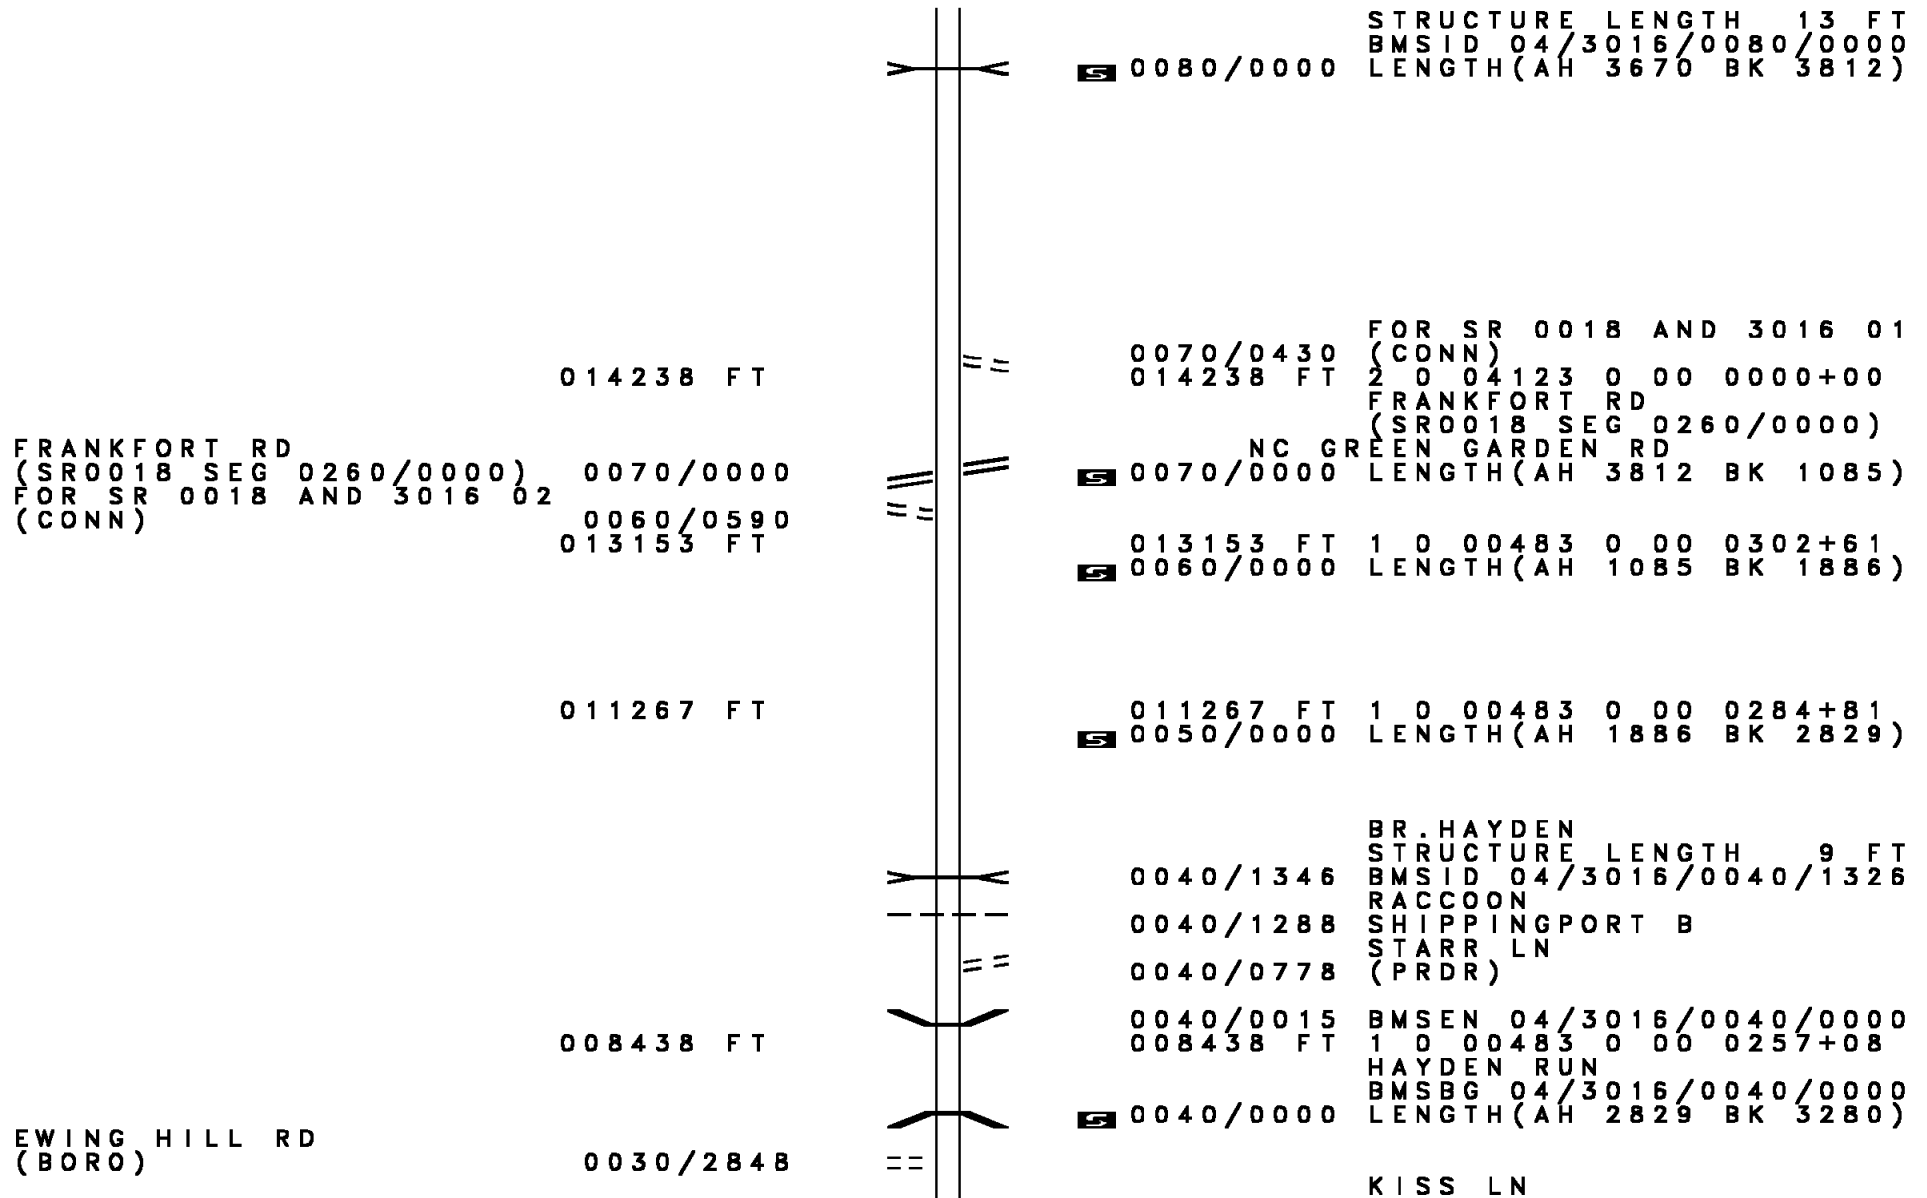 STRUCTURE LENGTH 13 FT
BMSID 04/3016/0080/0000
S 0080/0000 LENGTH(AH 3670 BK 3812)
FOR SR 0018 AND 3016 01
0070/0430 (CONN)
014238 FT 014238 FT 2 0 04123 0 00 0000+00
FRANKFORT RD
(SR0018 SEG 0260/0000)
FRANKFORT RD NC GREEN GARDEN RD
(SR0018 SEG 0260/0000) 0070/0000 S 0070/0000 LENGTH(AH 3812 BK 1085)
FOR SR 0018 AND 3016 02
(CONN) 0060/0590
013153 FT 013153 FT 1 0 00483 0 00 0302+61
S 0060/0000 LENGTH(AH 1085 BK 1886)
011267 FT 011267 FT 1 0 00483 0 00 0284+81
S 0050/0000 LENGTH(AH 1886 BK 2829)
BR.HAYDEN
STRUCTURE LENGTH 9 FT
0040/1346 BMSID 04/3016/0040/1326
RACCOON
0040/1288 SHIPPINGPORT B
STARR LN
0040/0778 (PRDR)
0040/0015 BMSEN 04/3016/0040/0000
008438 FT 008438 FT 1 0 00483 0 00 0257+08
HAYDEN RUN
BMSBG 04/3016/0040/0000
S 0040/0000 LENGTH(AH 2829 BK 3280)
EWING HILL RD
(BORO) 0030/2848
KISS LN